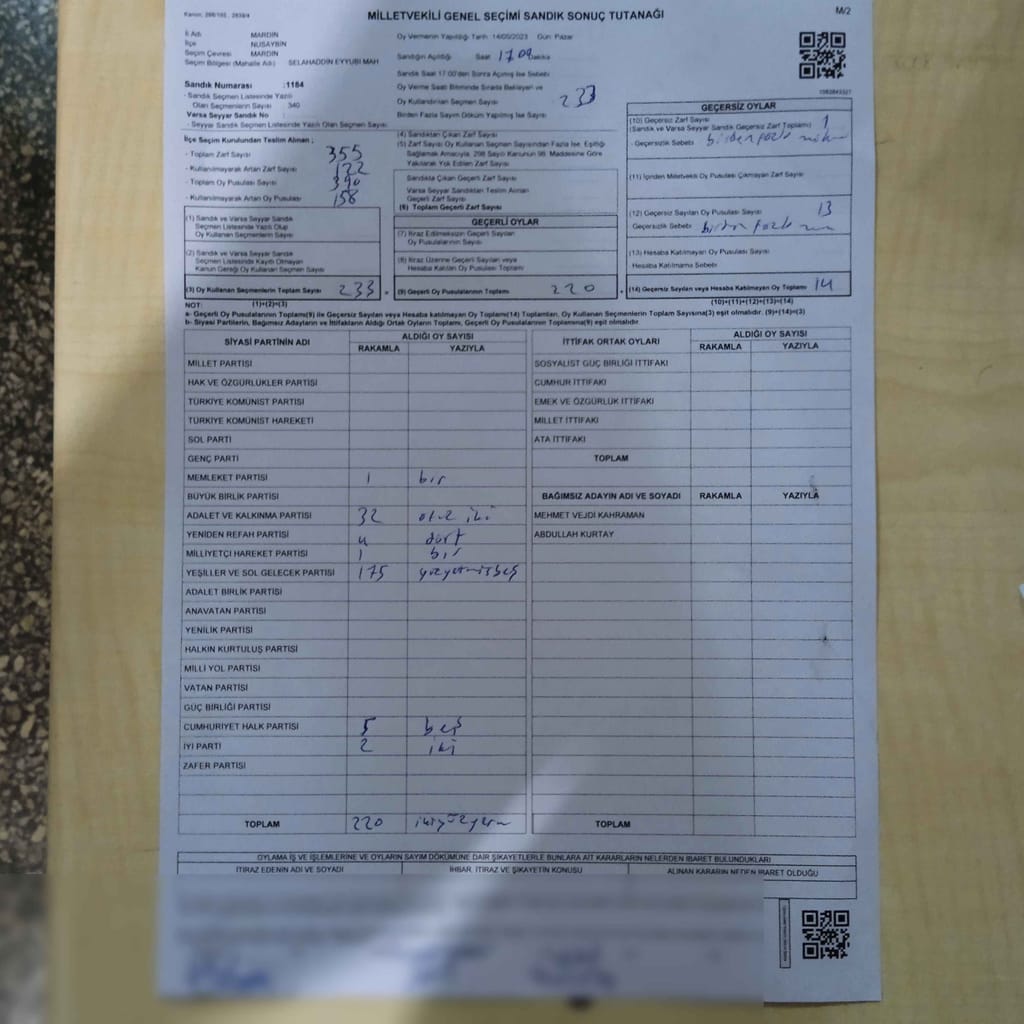 Kanun: 298/105 , 2839/4
MİLLETVEKİLİ GENEL SEÇİMİ SANDIK SONUÇ TUTANAĞI
M/2
İl Adı MARDİN
İlçe NUSAYBİN
Seçim Çevresi MARDİN
Seçim Bölgesi (Mahalle Adı) SELAHADDİN EYYUBİ MAH
Sandık Numarası :1184
- Sandık Seçmen Listesinde Yazılı
Olan Seçmenlerin Sayısı 340
Varsa Seyyar Sandık No :
- Seyyar Sandık Seçmen Listesinde Yazılı Olan Seçmen Sayısı:
İlçe Seçim Kurulundan Teslim Alınan ;
- Toplam Zarf Sayısı 355
- Kullanılmayarak Artan Zarf Sayısı 122
- Toplam Oy Pusulası Sayısı
- Kullanılmayarak Artan Oy Pusulası 158
(1) Sandık ve Varsa Seyyar Sandık
Seçmen Listesinde Yazılı Olup
Oy Kullanan Seçmenlerin Sayısı
(2) Sandık ve Varsa Seyyar Sandık
Seçmen Listesinde Kayıtlı Olmayan
Kanun Gereği Oy Kullanan Seçmen Sayısı
(3) Oy Kullanan Seçmenlerin Toplam Sayısı 233
(1)+(2)=(3)
Oy Vermenin Yapıldığı Tarih: 14/05/2023 Gün: Pazar
Sandığın Açıldığı Saat 17.09 dakika
Sandık Saat 17:00'den Sonra Açılmış İse Sebebi
Oy Verme Saati Bitiminde Sırada Bekleyen ve
Oy Kullandırılan Seçmen Sayısı
233
Birden Fazla Sayım Döküm Yapılmış İse Sayısı
(4) Sandıktan Çıkan Zarf Sayısı
(5) Zarf Sayısı Oy Kullanan Seçmen Sayısından Fazla İse, Eşitliği
Sağlamak Amacıyla, 298 Sayılı Kanunun 98. Maddesine Göre
Yakılarak Yok Edilen Zarf Sayısı
Sandıkta Çıkan Geçerli Zarf Sayısı
Varsa Seyyar Sandıktan Teslim Alınan
Geçerli Zarf Sayısı
(6) Toplam Geçerli Zarf Sayısı
GEÇERLİ OYLAR
(7) İtiraz Edilmeksizin Geçerli Sayılan
Oy Pusulalarının Sayısı
(8) İtiraz Üzerine Geçerli Sayılan veya
Hesaba Katılan Oy Pusulası Toplamı
(9) Geçerli Oy Pusulalarının Toplamı 220
GEÇERSİZ OYLAR
(10) Geçersiz Zarf Sayısı 1
(Sandık ve Varsa Seyyar Sandık Geçersiz Zarf Toplamı)
- Geçersizlik Sebebi birden fazla
(11) İçinden Milletvekili Oy Pusulası Çıkmayan Zarf Sayısı
(12) Geçersiz Sayılan Oy Pusulası Sayısı 13
Geçersizlik Sebebi birden fazla
(13) Hesaba Katılmayan Oy Pusulası Sayısı
Hesaba Katılmama Sebebi
(14) Geçersiz Sayılan veya Hesaba Katılmayan Oy Toplamı 14
(10)+(11)+(12)+(13)=(14)
NOT:
a- Geçerli Oy Pusulalarının Toplamı(9) ile Geçersiz Sayılan veya Hesaba katılmayan Oy Toplamı(14) Toplamları, Oy Kullanan Seçmenlerin Toplam Sayısına(3) eşit olmalıdır. (9)+(14)=(3)
b- Siyasi Partilerin, Bağımsız Adayların ve İttifakların Aldığı Ortak Oyların Toplamı, Geçerli Oy Pusulalarının Toplamına(9) eşit olmalıdır.
SİYASİ PARTİNİN ADI ALDIĞI OY SAYISI
RAKAMLA YAZIYLA
MİLLET PARTİSİ
HAK VE ÖZGÜRLÜKLER PARTİSİ
TÜRKİYE KOMÜNİST PARTİSİ
TÜRKİYE KOMÜNİST HAREKETİ
SOL PARTİ
GENÇ PARTİ
MEMLEKET PARTİSİ 1 bir
BÜYÜK BİRLİK PARTİSİ
ADALET VE KALKINMA PARTİSİ 32 otuz iki
YENİDEN REFAH PARTİSİ 4 dört
MİLLİYETÇİ HAREKET PARTİSİ 1 bir
YEŞİLLER VE SOL GELECEK PARTİSİ 175 yüzyetmişbeş
ADALET BİRLİK PARTİSİ
ANAVATAN PARTİSİ
YENİLİK PARTİSİ
HALKIN KURTULUŞ PARTİSİ
MİLLİ YOL PARTİSİ
VATAN PARTİSİ
GÜÇ BİRLİĞİ PARTİSİ
CUMHURİYET HALK PARTİSİ 5 beş
İYİ PARTİ 2 iki
ZAFER PARTİSİ
TOPLAM 220
İTTİFAK ORTAK OYLARI ALDIĞI OY SAYISI
RAKAMLA YAZIYLA
SOSYALİST GÜÇ BİRLİĞİ İTTİFAKI
CUMHUR İTTİFAKI
EMEK VE ÖZGÜRLÜK İTTİFAKI
MİLLET İTTİFAKI
ATA İTTİFAKI
TOPLAM
BAĞIMSIZ ADAYIN ADI VE SOYADI RAKAMLA YAZIYLA
MEHMET VEJDİ KAHRAMAN
ABDULLAH KURTAY
TOPLAM
OYLAMA İŞ VE İŞLEMLERİNE VE OYLARIN SAYIM DÖKÜMÜNE DAİR ŞİKAYETLERLE BUNLARA AİT KARARLARIN NELERDEN İBARET BULUNDUKLARI
İTİRAZ EDENİN ADI VE SOYADI İHBAR, İTİRAZ VE ŞİKAYETİN KONUSU ALINAN KARARIN NEDEN İBARET OLDUĞU